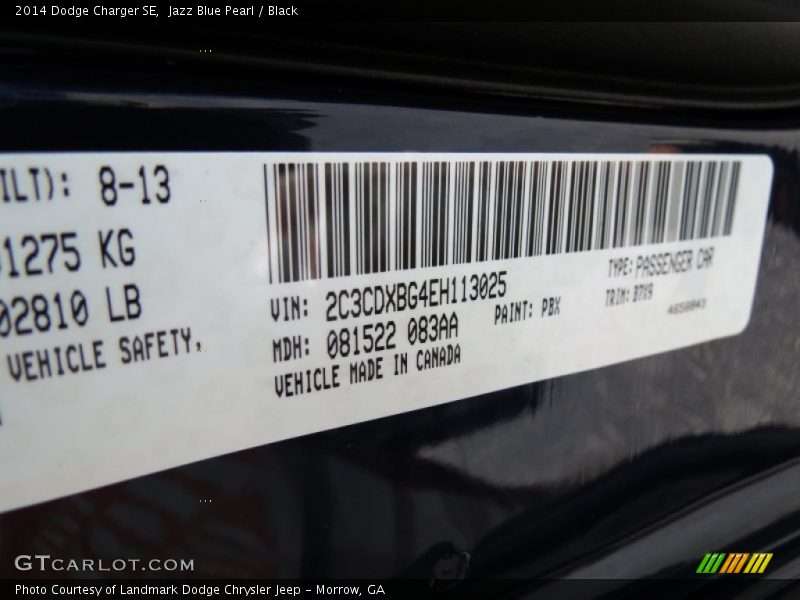 2014 Dodge Charger SE,  Jazz Blue Pearl / Black
ILT): 8-13
1275 KG
02810 LB
VEHICLE SAFETY,
VIN: 2C3CDXBG4EH113025
MDH: 081522 083AA
VEHICLE MADE IN CANADA
PAINT: PBX
TYPE: PASSENGER CAR
TRIM: B7X9
4658043
GTCARLOT.COM
Photo Courtesy of Landmark Dodge Chrysler Jeep – Morrow, GA